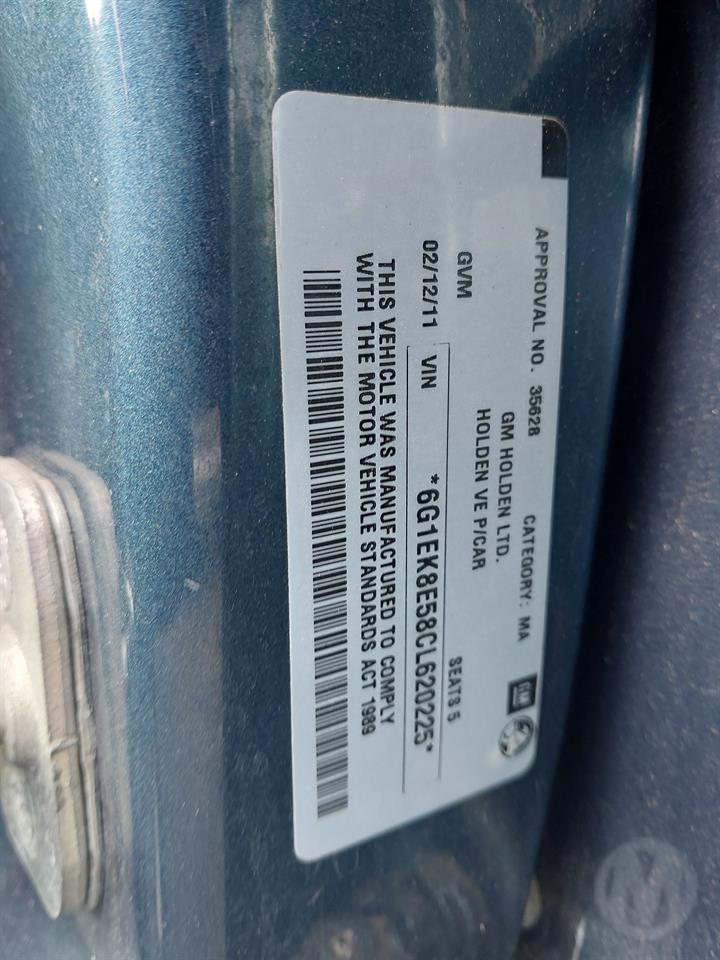 APPROVAL NO. 35628 CATEGORY: MA
GM HOLDEN LTD. GM
HOLDEN VE P/CAR
GVM SEATS 5
02/12/11 VIN *6G1EK8E58CL620225*
THIS VEHICLE WAS MANUFACTURED TO COMPLY
WITH THE MOTOR VEHICLE STANDARDS ACT 1989
M